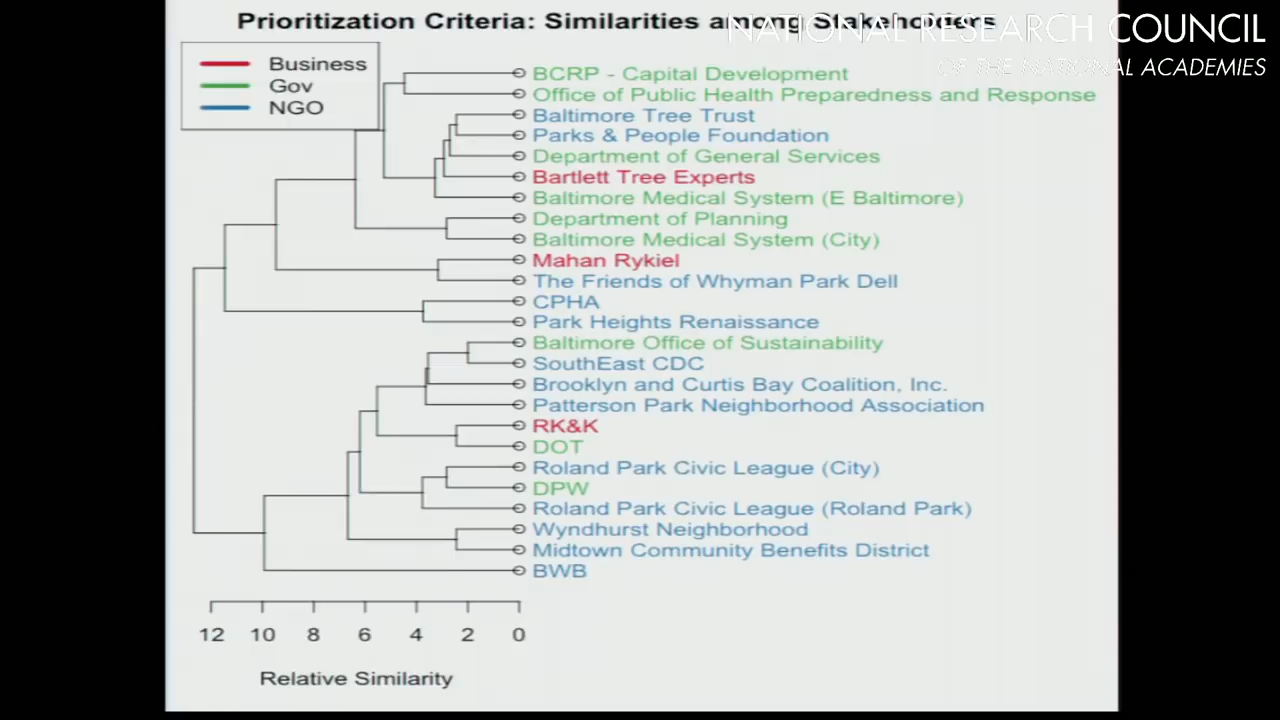 Prioritization Criteria: Similarities among Stakeholders
NATIONAL RESEARCH COUNCIL
OF THE NATIONAL ACADEMIES
Business
Gov
NGO
BCRP - Capital Development
Office of Public Health Preparedness and Response
Baltimore Tree Trust
Parks & People Foundation
Department of General Services
Bartlett Tree Experts
Baltimore Medical System (E Baltimore)
Department of Planning
Baltimore Medical System (City)
Mahan Rykiel
The Friends of Whyman Park Dell
CPHA
Park Heights Renaissance
Baltimore Office of Sustainability
SouthEast CDC
Brooklyn and Curtis Bay Coalition, Inc.
Patterson Park Neighborhood Association
RK&K
DOT
Roland Park Civic League (City)
DPW
Roland Park Civic League (Roland Park)
Wyndhurst Neighborhood
Midtown Community Benefits District
BWB
12 10 8 6 4 2 0
Relative Similarity